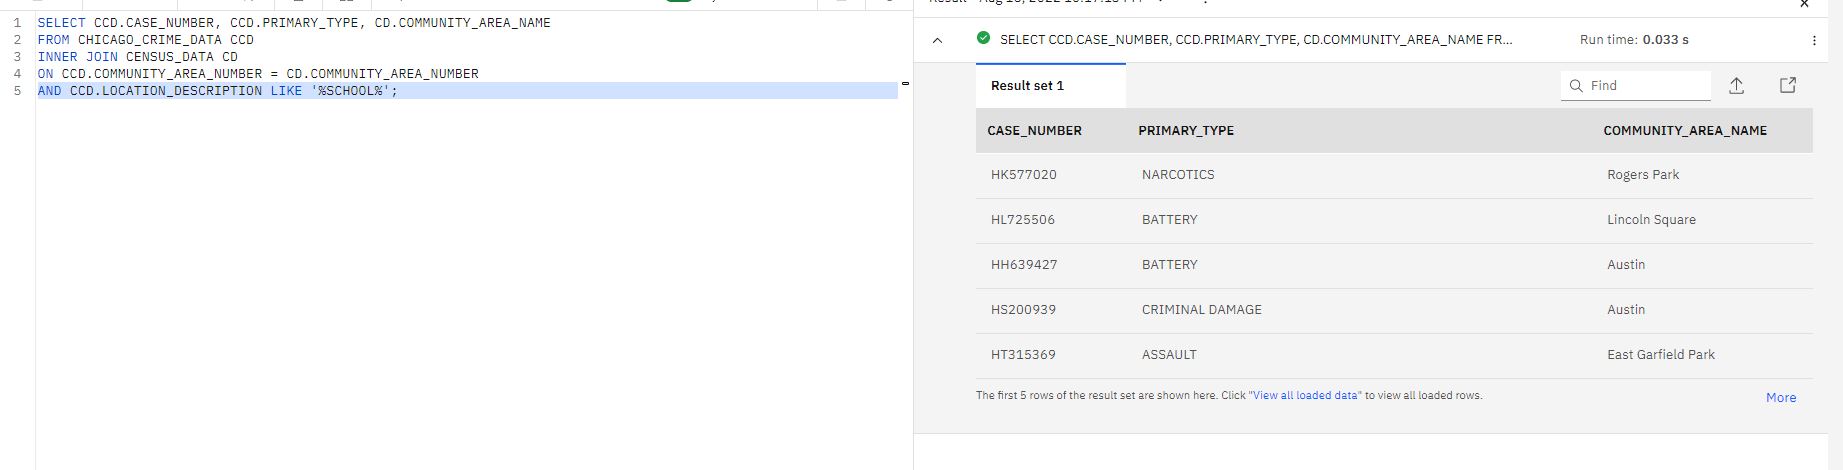 1 SELECT CCD.CASE_NUMBER, CCD.PRIMARY_TYPE, CD.COMMUNITY_AREA_NAME
2 FROM CHICAGO_CRIME_DATA CCD
3 INNER JOIN CENSUS_DATA CD
4 ON CCD.COMMUNITY_AREA_NUMBER = CD.COMMUNITY_AREA_NUMBER
5 AND CCD.LOCATION_DESCRIPTION LIKE '%SCHOOL%';
SELECT CCD.CASE_NUMBER, CCD.PRIMARY_TYPE, CD.COMMUNITY_AREA_NAME FR... Run time: 0.033 s
Result set 1 Find
CASE_NUMBER PRIMARY_TYPE COMMUNITY_AREA_NAME
HK577020 NARCOTICS Rogers Park
HL725506 BATTERY Lincoln Square
HH639427 BATTERY Austin
HS200939 CRIMINAL DAMAGE Austin
HT315369 ASSAULT East Garfield Park
The first 5 rows of the result set are shown here. Click "View all loaded data" to view all loaded rows. More